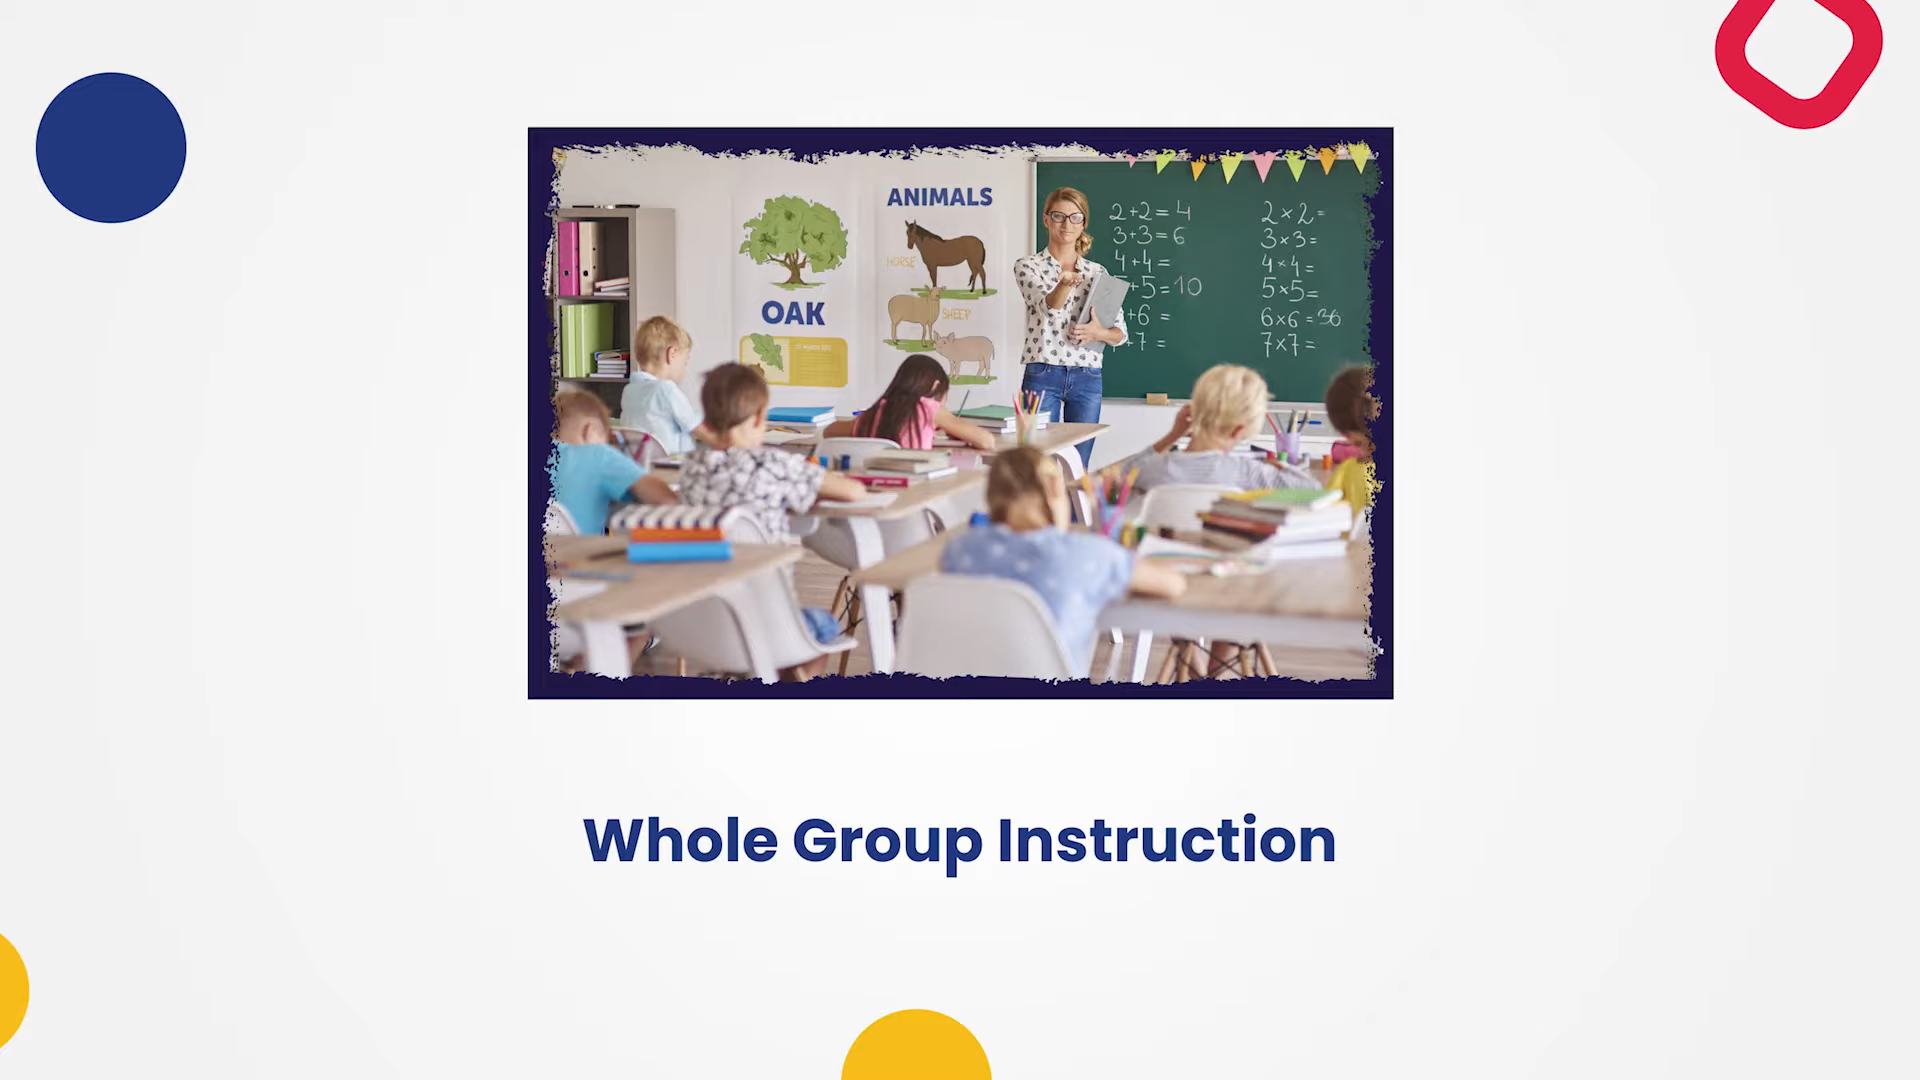 ANIMALS
HORSE
OAK
SHEEP
2+2=4
3+3=6
4+4=
+5=10
+6=
+7=
2×2=
3×3=
4×4=
5×5=
6×6=36
7×7=
Whole Group Instruction